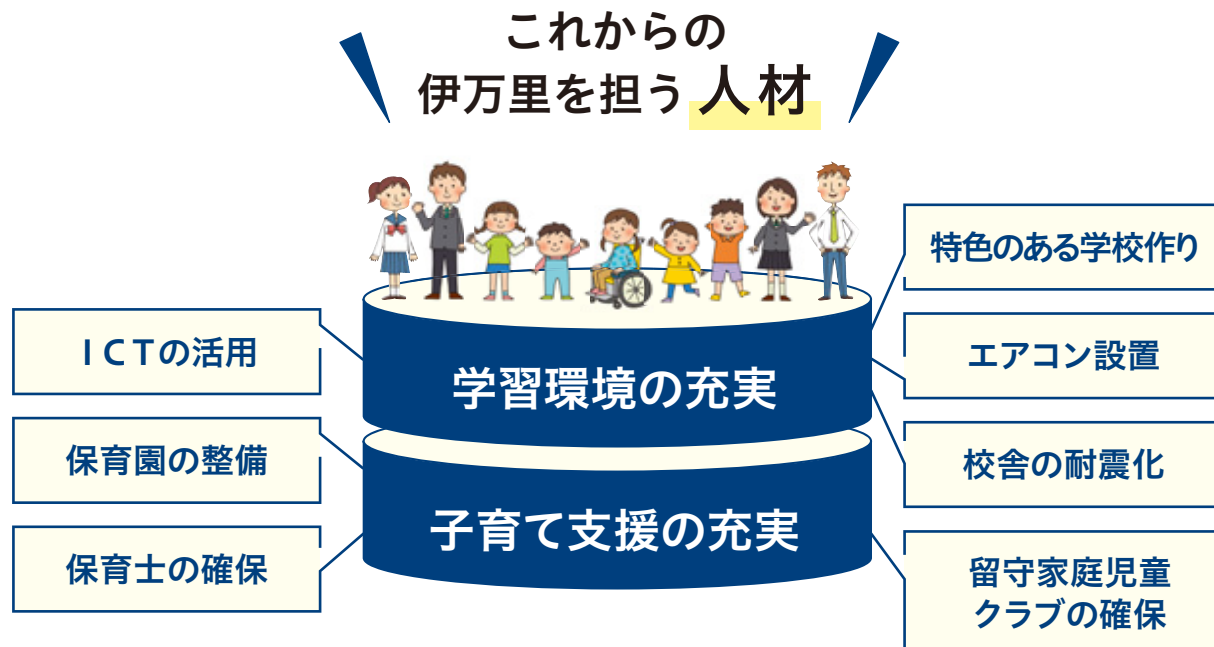 これからの
伊万里を担う人材
特色のある学校作り
ICTの活用
エアコン設置
学習環境の充実
保育園の整備
校舎の耐震化
子育て支援の充実
保育士の確保
留守家庭児童
クラブの確保